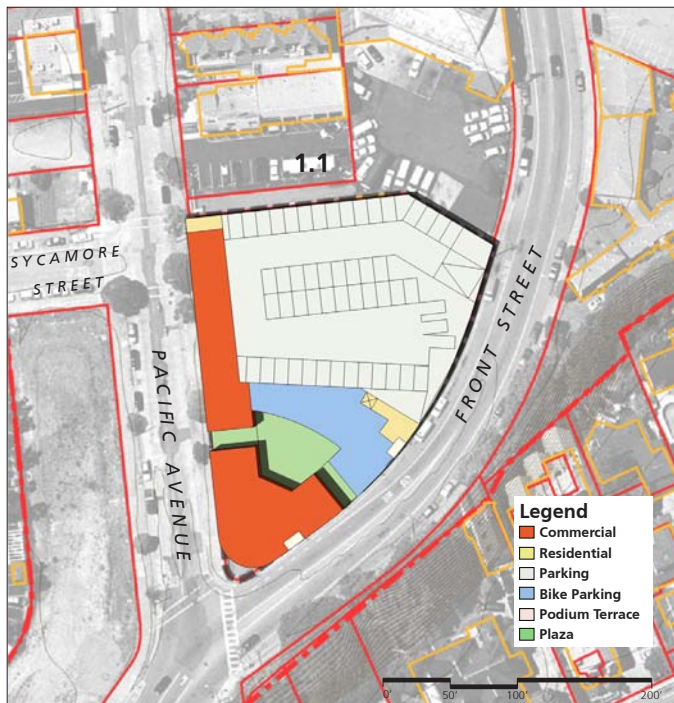 1.1
SYCAMORE
STREET
PACIFIC AVENUE
FRONT STREET
Legend
Commercial
Residential
Parking
Bike Parking
Podium Terrace
Plaza
0' 50' 100' 200'